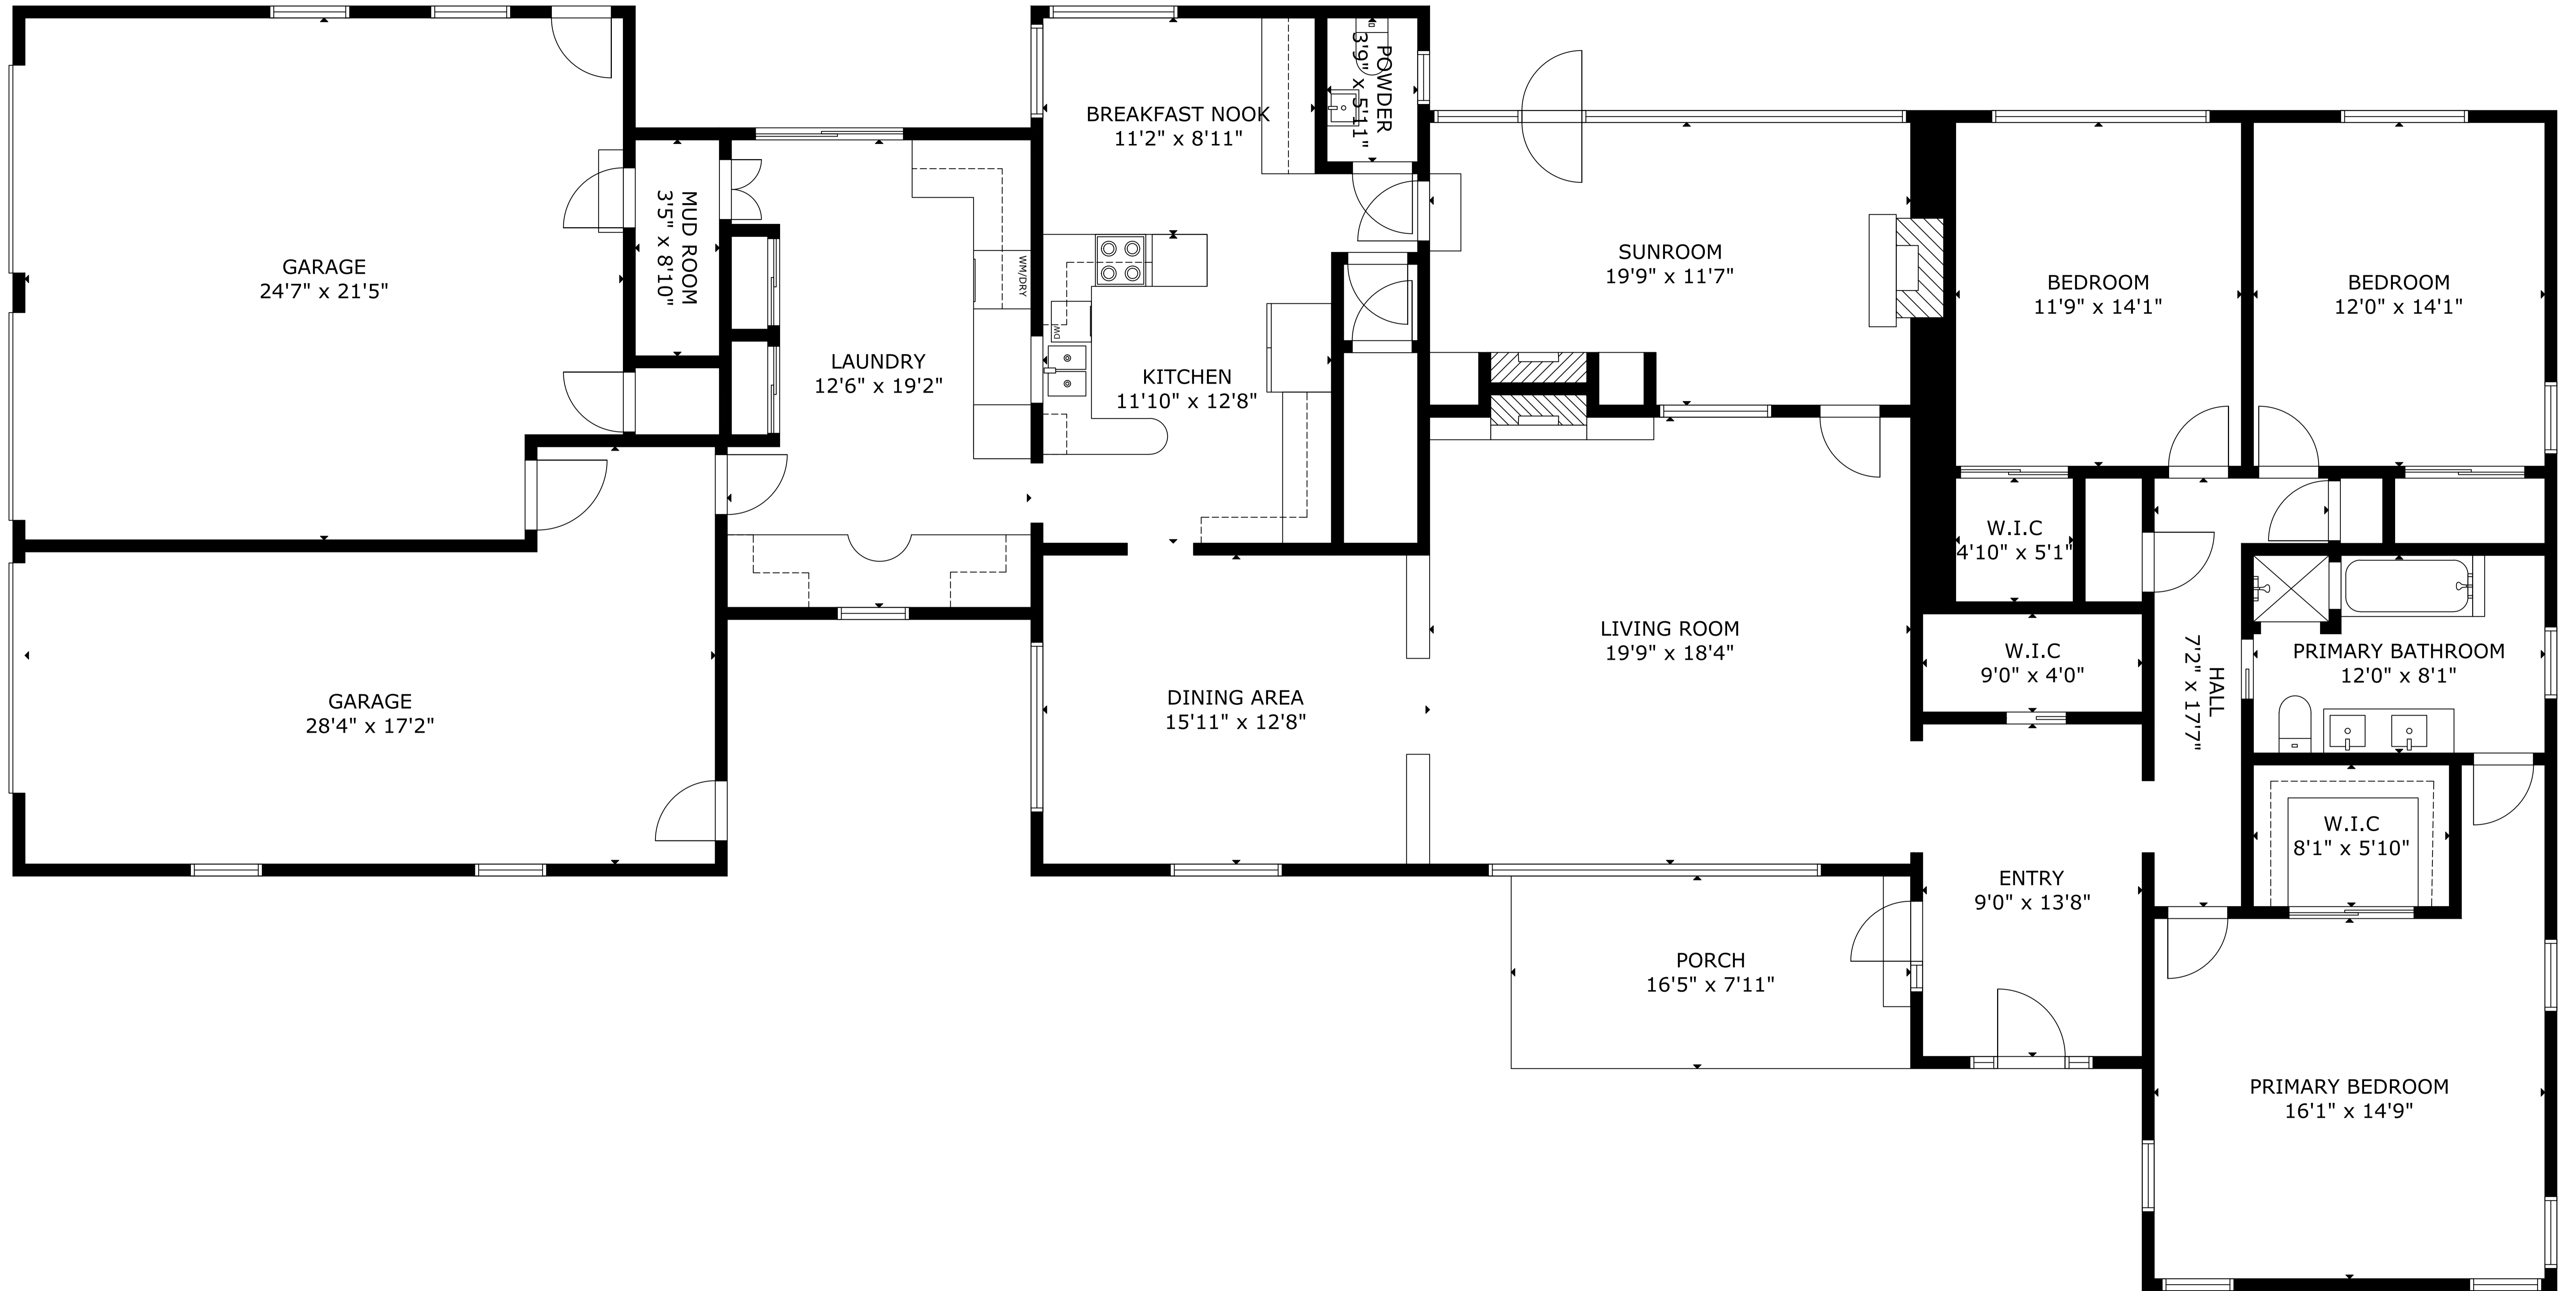 GARAGE
24'7" x 21'5"
MUD ROOM
3'5" x 8'10"
LAUNDRY
12'6" x 19'2"
WM/DRY
BREAKFAST NOOK
11'2" x 8'11"
POWDER
3'9" x 5'11"
DW
KITCHEN
11'10" x 12'8"
SUNROOM
19'9" x 11'7"
BEDROOM
11'9" x 14'1"
BEDROOM
12'0" x 14'1"
W.I.C
4'10" x 5'1"
W.I.C
9'0" x 4'0"
HALL
7'2" x 17'7"
PRIMARY BATHROOM
12'0" x 8'1"
GARAGE
28'4" x 17'2"
DINING AREA
15'11" x 12'8"
LIVING ROOM
19'9" x 18'4"
W.I.C
8'1" x 5'10"
ENTRY
9'0" x 13'8"
PORCH
16'5" x 7'11"
PRIMARY BEDROOM
16'1" x 14'9"